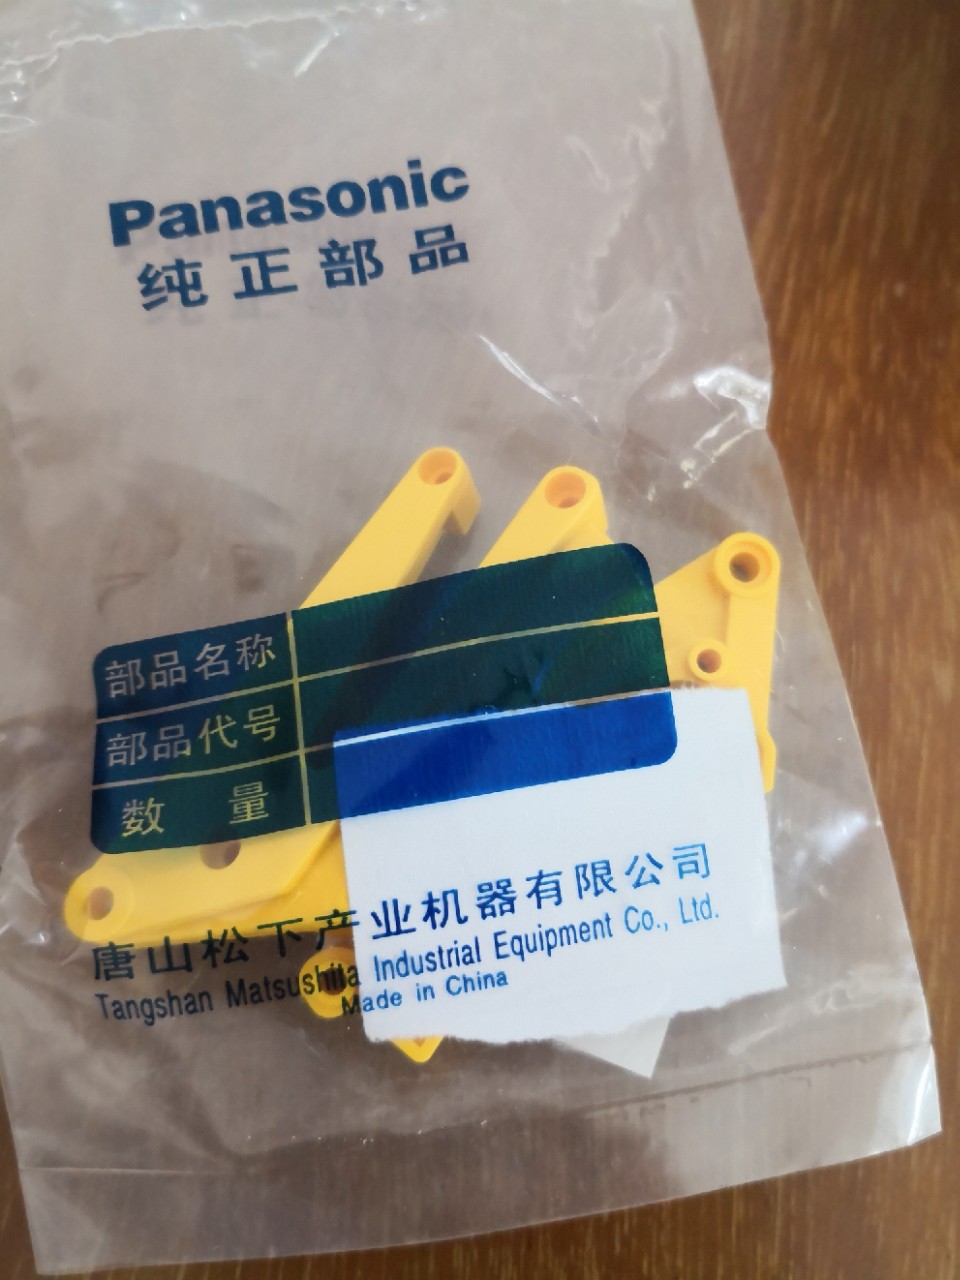 Panasonic
纯正部品
部品名称
部品代号
数量
唐山松下产业机器有限公司
Tangshan Matsushita Industrial Equipment Co., Ltd.
Made in China